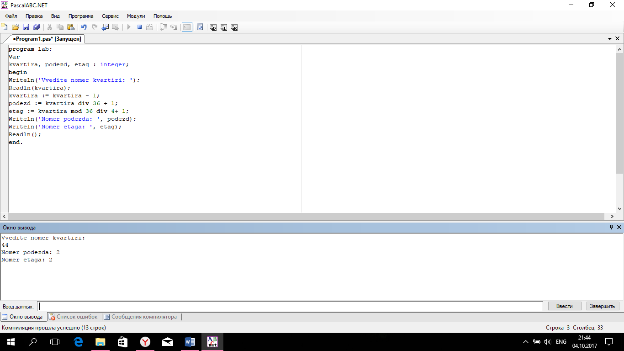 PascalABC.NET
Файл Правка Вид Программа Сервис Модули Помощь
•Program1.pas* [Запущен]
program lab;
Var
kvartira, podezd, etag : integer;
begin
Writeln('Vvedite nomer kvartiri: ');
Readln(kvartira);
kvartira := kvartira - 1;
podezd := kvartira div 36 + 1;
etag := kvartira mod 36 div 4+ 1;
Writeln('Nomer podezda: ', podezd);
Writeln('Nomer etaga: ', etag);
Readln();
end.
Окно вывода
Vvedite nomer kvartiri:
44
Nomer podezda: 2
Nomer etaga: 2
Ввод данных:
Ввести
Завершить
Окно вывода Список ошибок Сообщения компилятора
Компиляция прошла успешно (13 строк)
Строка 3 Столбец 33
ENG
21:44
04.10.2017